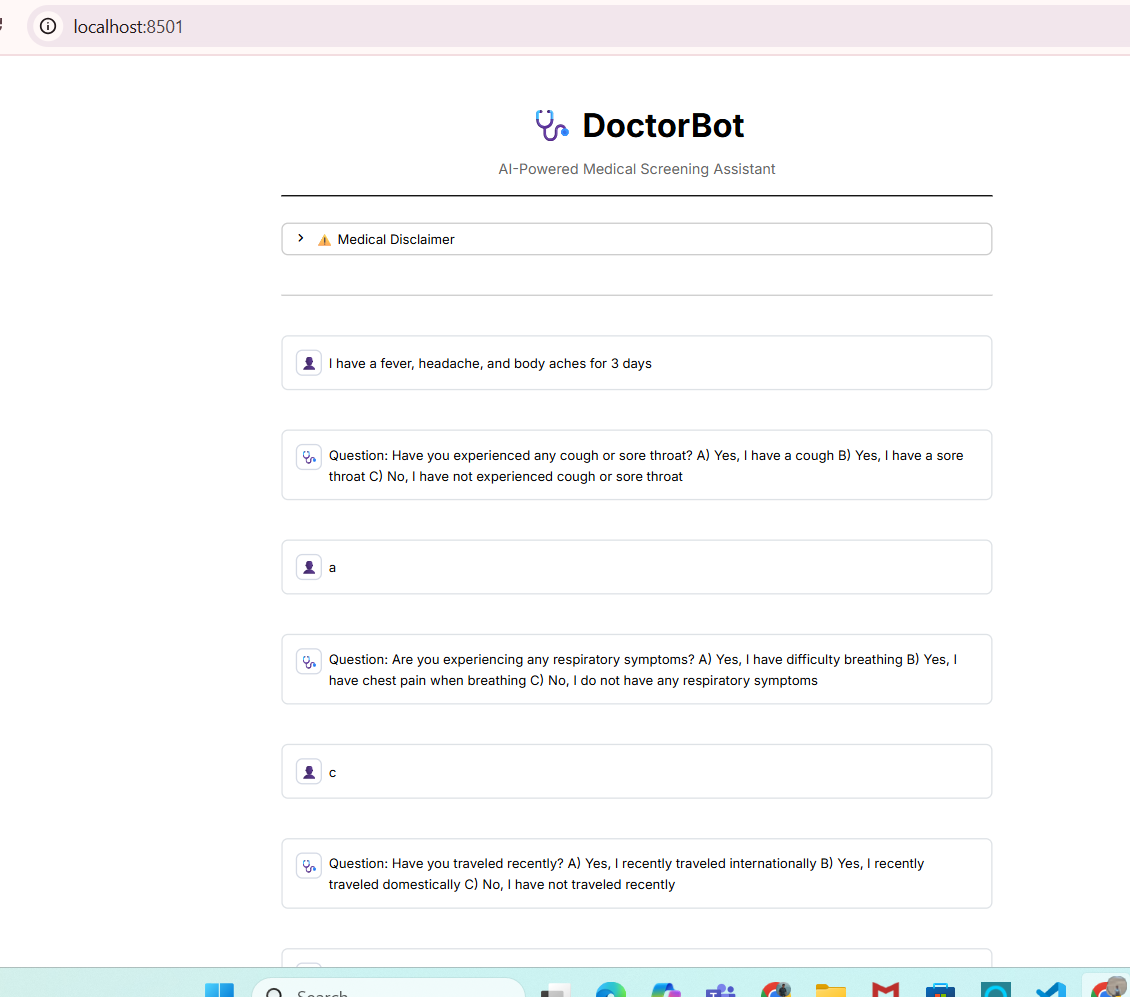 localhost:8501
DoctorBot
AI-Powered Medical Screening Assistant
Medical Disclaimer
I have a fever, headache, and body aches for 3 days
Question: Have you experienced any cough or sore throat? A) Yes, I have a cough B) Yes, I have a sore
throat C) No, I have not experienced cough or sore throat
a
Question: Are you experiencing any respiratory symptoms? A) Yes, I have difficulty breathing B) Yes, I
have chest pain when breathing C) No, I do not have any respiratory symptoms
c
Question: Have you traveled recently? A) Yes, I recently traveled internationally B) Yes, I recently
traveled domestically C) No, I have not traveled recently
Search